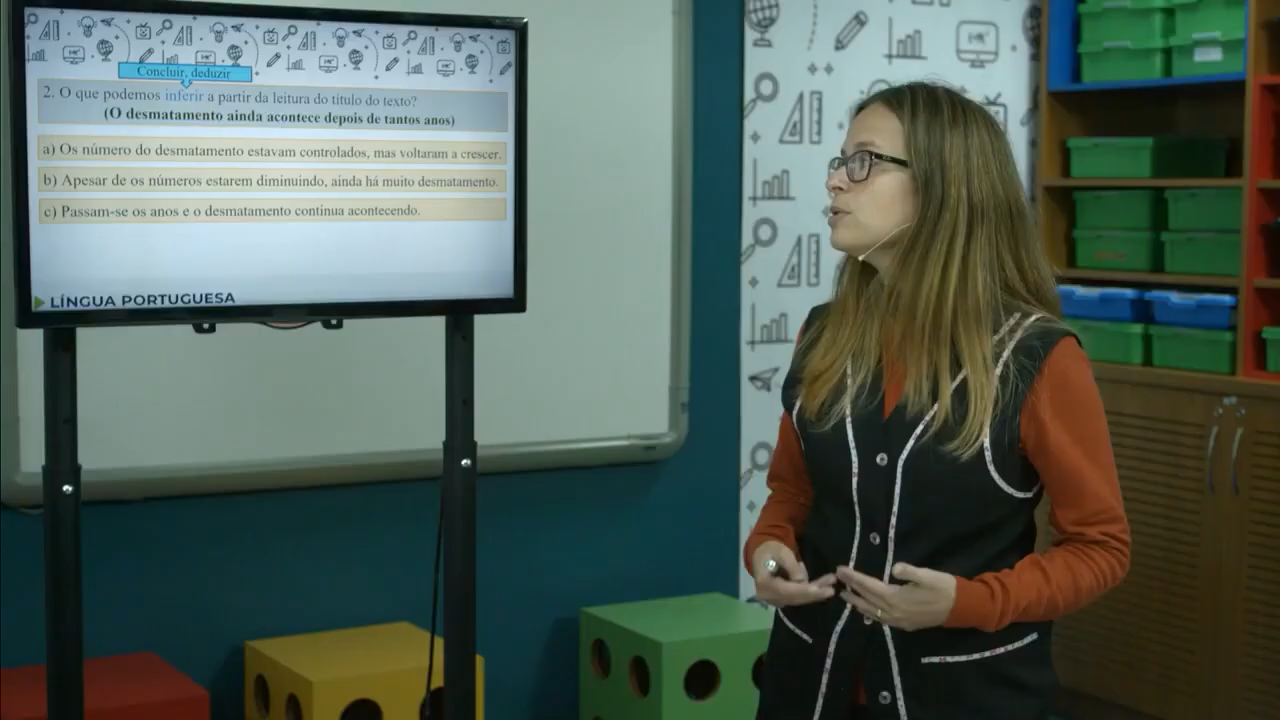 Concluir, deduzir
2. O que podemos inferir a partir da leitura do título do texto?
(O desmatamento ainda acontece depois de tantos anos)
a) Os número do desmatamento estavam controlados, mas voltaram a crescer.
b) Apesar de os números estarem diminuindo, ainda há muito desmatamento.
c) Passam-se os anos e o desmatamento continua acontecendo.
LÍNGUA PORTUGUESA